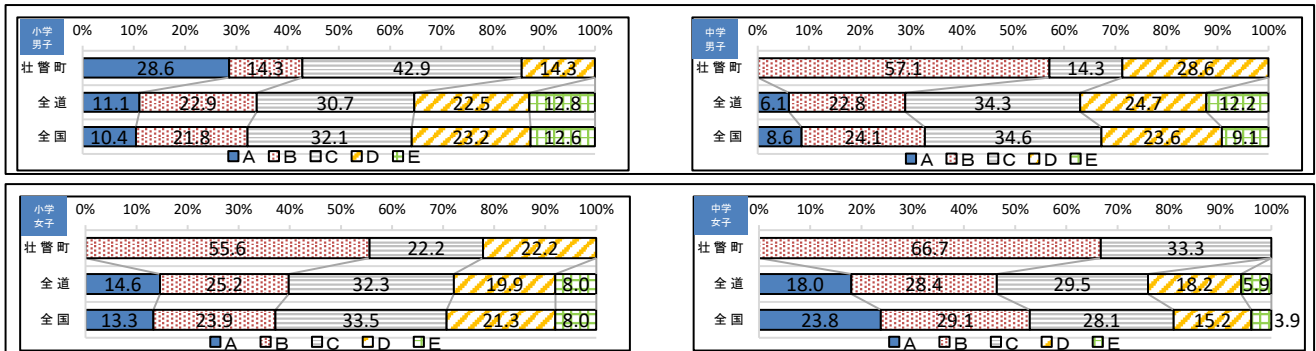 小学
男子
0% 10% 20% 30% 40% 50% 60% 70% 80% 90% 100%
壮瞥町 28.6 14.3 42.9 14.3
全道 11.1 22.9 30.7 22.5 12.8
全国 10.4 21.8 32.1 23.2 12.6
A B C D E
中学
男子
0% 10% 20% 30% 40% 50% 60% 70% 80% 90% 100%
壮瞥町 57.1 14.3 28.6
全道 6.1 22.8 34.3 24.7 12.2
全国 8.6 24.1 34.6 23.6 9.1
A B C D E
小学
女子
0% 10% 20% 30% 40% 50% 60% 70% 80% 90% 100%
壮瞥町 55.6 22.2 22.2
全道 14.6 25.2 32.3 19.9 8.0
全国 13.3 23.9 33.5 21.3 8.0
A B C D E
中学
女子
0% 10% 20% 30% 40% 50% 60% 70% 80% 90% 100%
壮瞥町 66.7 33.3
全道 18.0 28.4 29.5 18.2 5.9
全国 23.8 29.1 28.1 15.2 3.9
A B C D E